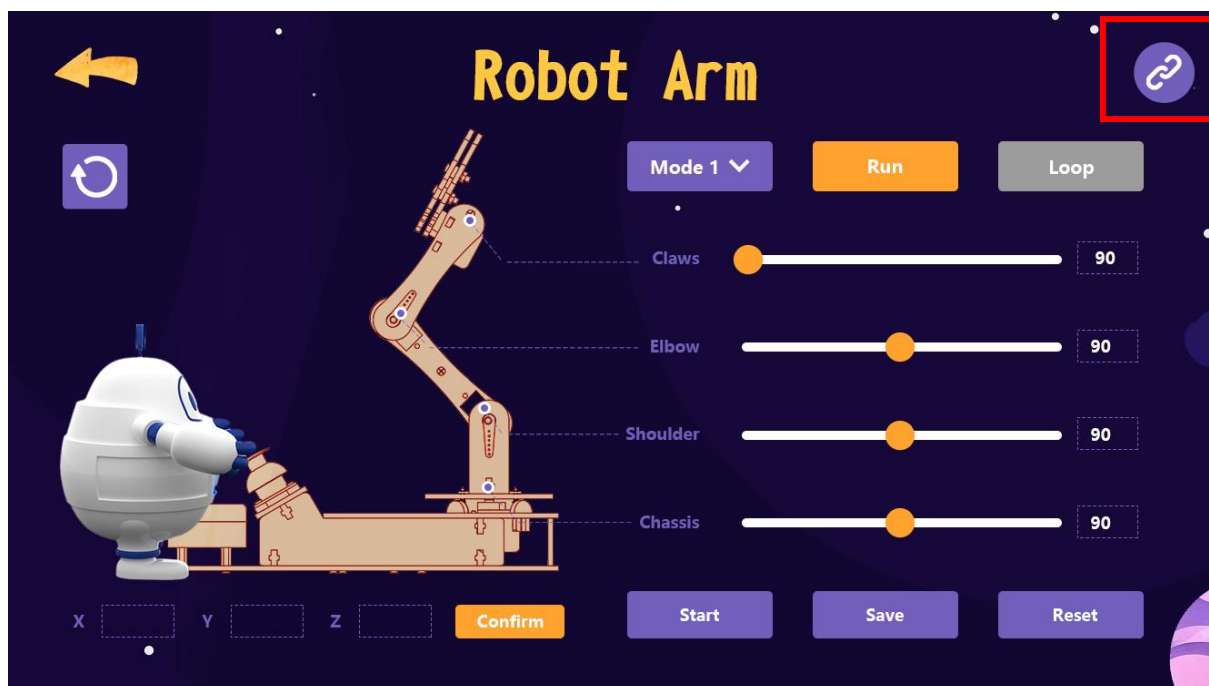 Robot Arm
Mode 1
Run
Loop
Claws
90
Elbow
90
Shoulder
90
Chassis
90
X
Y
Z
Confirm
Start
Save
Reset